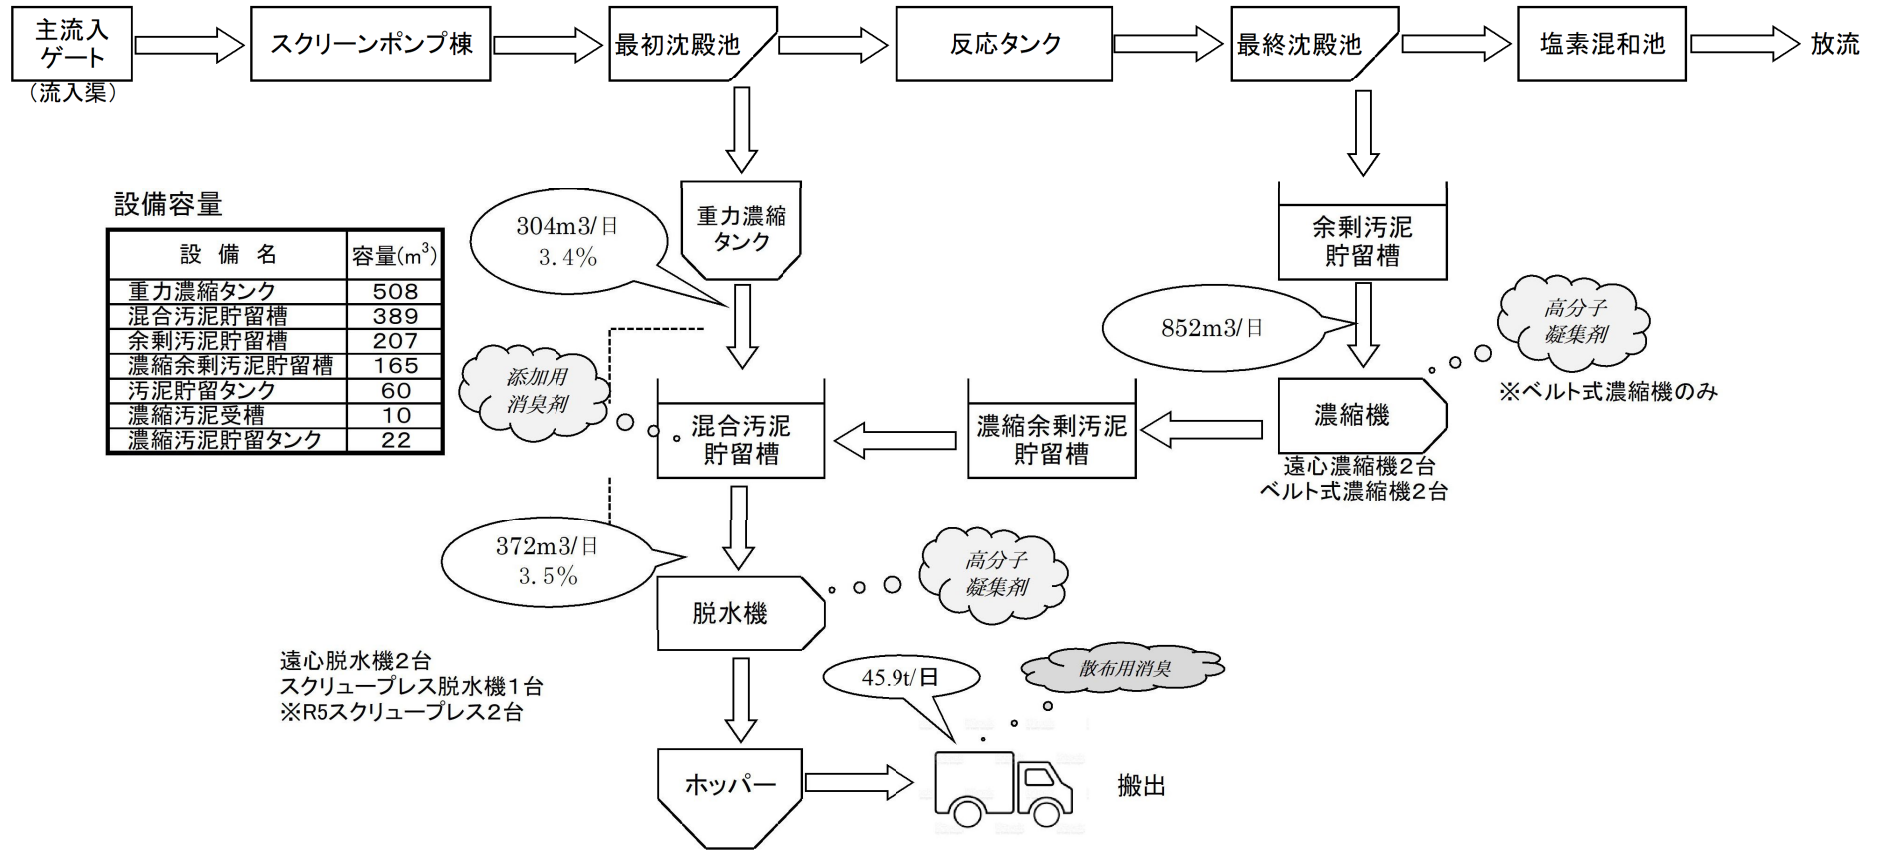 主流入
ゲート
(流入渠)
スクリーンポンプ棟
最初沈殿池
反応タンク
最終沈殿池
塩素混和池
放流
設備容量
設 備 名 容量(m³)
重力濃縮タンク 508
混合汚泥貯留槽 389
余剰汚泥貯留槽 207
濃縮余剰汚泥貯留槽 165
汚泥貯留タンク 60
濃縮汚泥受槽 10
濃縮汚泥貯留タンク 22
304m3/日
3.4%
重力濃縮
タンク
余剰汚泥
貯留槽
852m3/日
高分子
凝集剤
※ベルト式濃縮機のみ
添加用
消臭剤
混合汚泥
貯留槽
濃縮余剰汚泥
貯留槽
濃縮機
遠心濃縮機2台
ベルト式濃縮機2台
372m3/日
3.5%
脱水機
高分子
凝集剤
遠心脱水機2台
スクリュープレス脱水機1台
※R5スクリュープレス2台
45.9t/日
散布用消臭
ホッパー
搬出